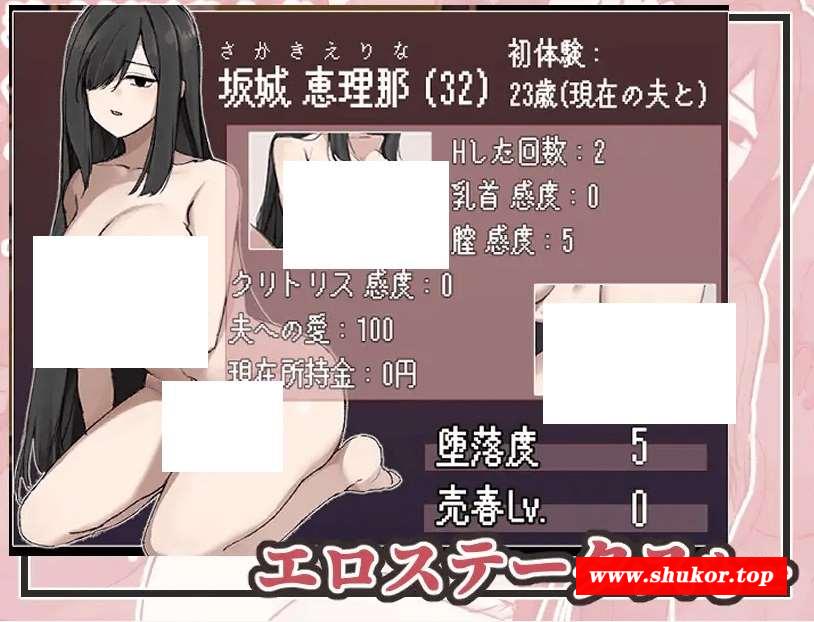 さかきえりな
坂城 恵理那 (32)
初体験：
23歳(現在の夫と)
Hした回数：2
乳首 感度：0
膣 感度：5
クリトリス 感度：0
夫への愛：100
現在所持金：0円
堕落度 5
売春Lv. 0
エロステータス
www.shukor.top